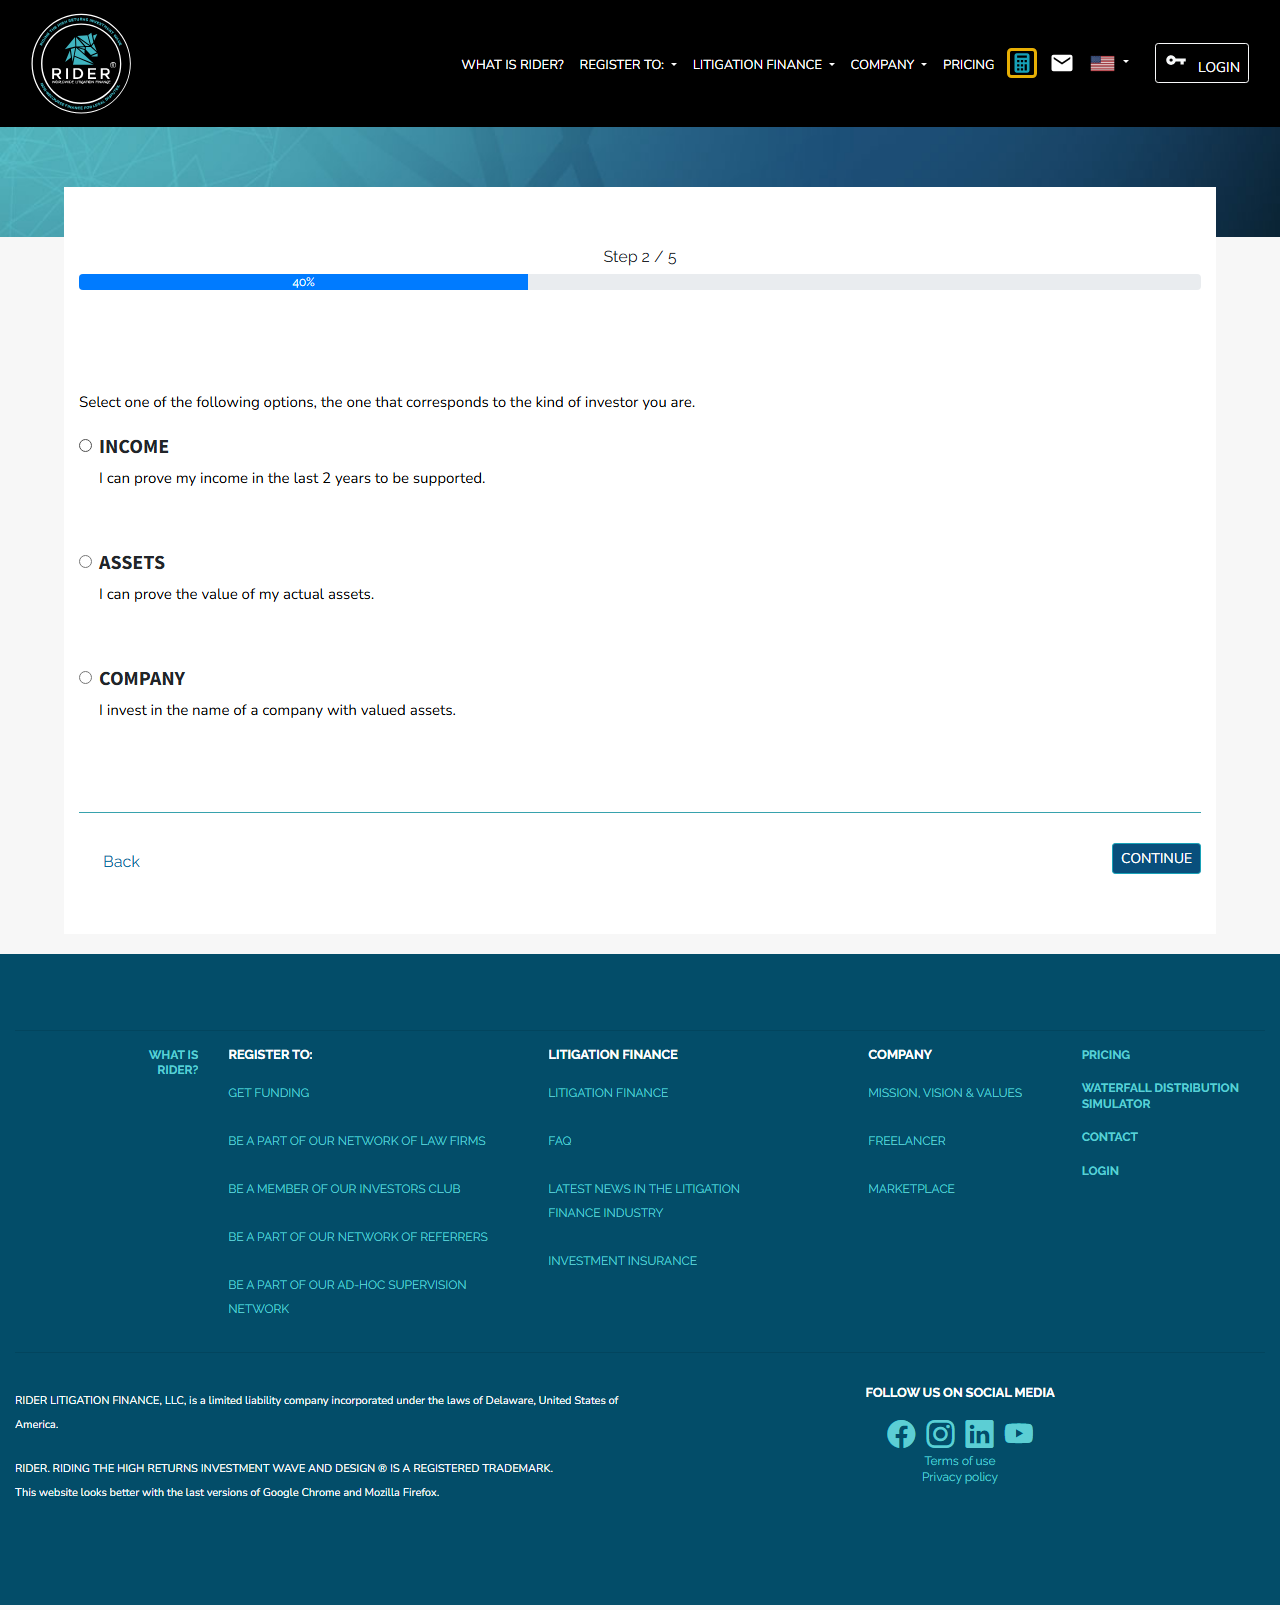 RIDER
WHAT IS RIDER?
REGISTER TO:
LITIGATION FINANCE
COMPANY
PRICING
LOGIN
Step 2 / 5
40%
Select one of the following options, the one that corresponds to the kind of investor you are.
INCOME
I can prove my income in the last 2 years to be supported.
ASSETS
I can prove the value of my actual assets.
COMPANY
I invest in the name of a company with valued assets.
Back
CONTINUE
WHAT IS
RIDER?
REGISTER TO:
GET FUNDING
BE A PART OF OUR NETWORK OF LAW FIRMS
BE A MEMBER OF OUR INVESTORS CLUB
BE A PART OF OUR NETWORK OF REFERRERS
BE A PART OF OUR AD-HOC SUPERVISION
NETWORK
LITIGATION FINANCE
LITIGATION FINANCE
FAQ
LATEST NEWS IN THE LITIGATION
FINANCE INDUSTRY
INVESTMENT INSURANCE
COMPANY
MISSION, VISION & VALUES
FREELANCER
MARKETPLACE
PRICING
WATERFALL DISTRIBUTION
SIMULATOR
CONTACT
LOGIN
RIDER LITIGATION FINANCE, LLC, is a limited liability company incorporated under the laws of Delaware, United States of
America.
RIDER. RIDING THE HIGH RETURNS INVESTMENT WAVE AND DESIGN ® IS A REGISTERED TRADEMARK.
This website looks better with the last versions of Google Chrome and Mozilla Firefox.
FOLLOW US ON SOCIAL MEDIA
Terms of use
Privacy policy